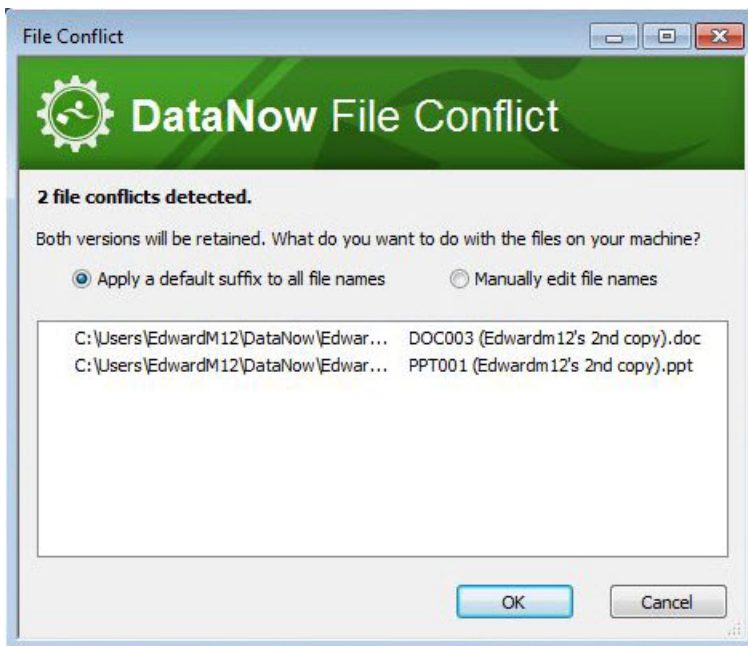 File Conflict
DataNow File Conflict
2 file conflicts detected.
Both versions will be retained. What do you want to do with the files on your machine?
Apply a default suffix to all file names Manually edit file names
C:\Users\EdwardM12\DataNow\Edwar... DOC003 (Edwardm12's 2nd copy).doc
C:\Users\EdwardM12\DataNow\Edwar... PPT001 (Edwardm12's 2nd copy).ppt
OK Cancel